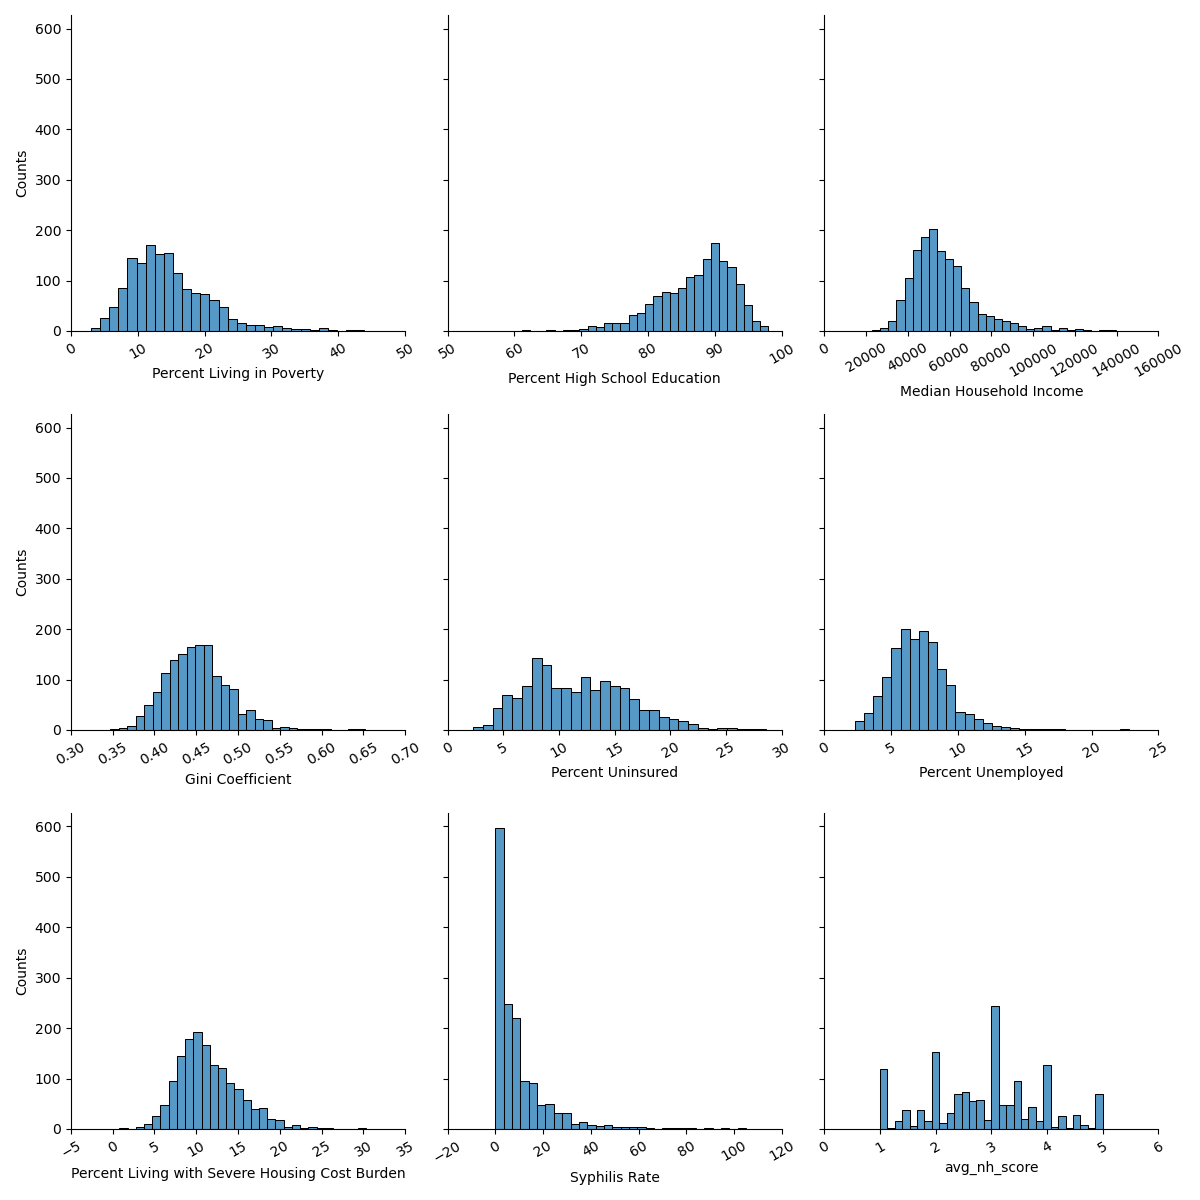 600
500
400
300
200
100
0
Counts
0 10 20 30 40 50
Percent Living in Poverty
50 60 70 80 90 100
Percent High School Education
0 20000 40000 60000 80000 100000 120000 140000 160000
Median Household Income
600
500
400
300
200
100
0
Counts
0.30 0.35 0.40 0.45 0.50 0.55 0.60 0.65 0.70
Gini Coefficient
0 5 10 15 20 25 30
Percent Uninsured
0 5 10 15 20 25
Percent Unemployed
600
500
400
300
200
100
0
Counts
−5 0 5 10 15 20 25 30 35
Percent Living with Severe Housing Cost Burden
−20 0 20 40 60 80 100 120
Syphilis Rate
0 1 2 3 4 5 6
avg_nh_score